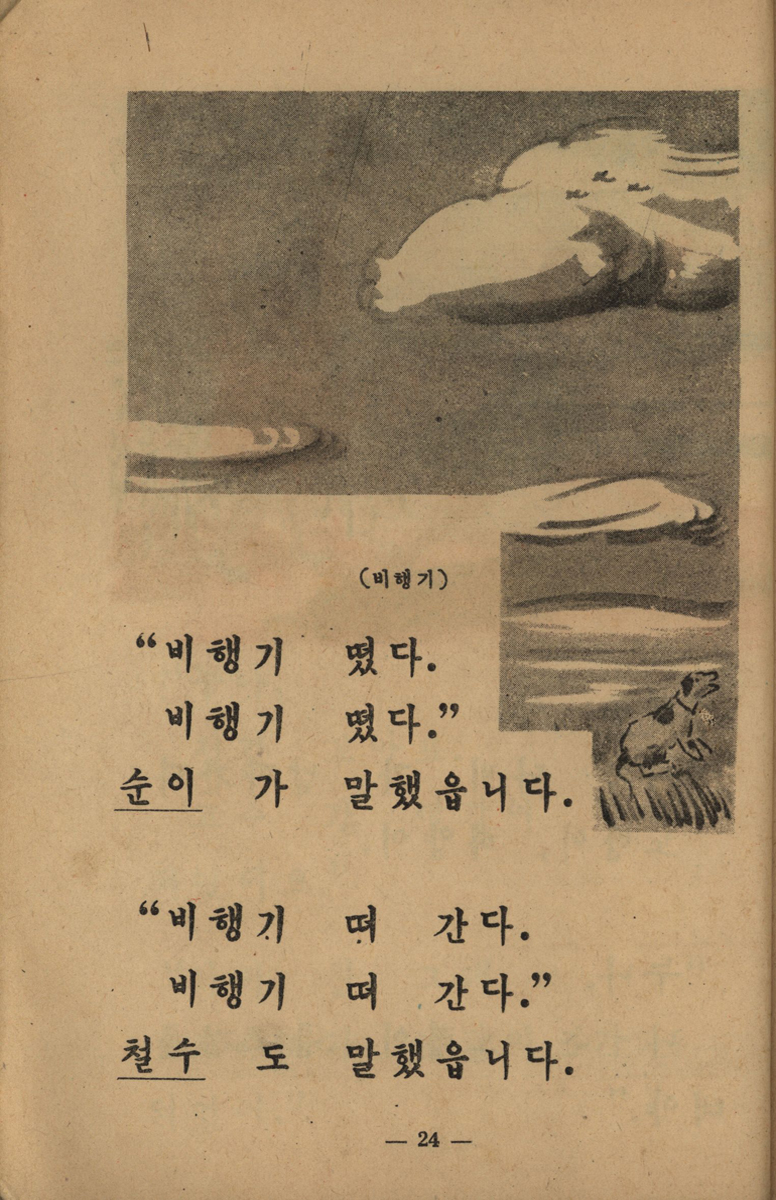 (비행기)
“비행기 떴다.
비행기 떴다.”
순이 가 말했읍니다.
“비행기 떠 간다.
비행기 떠 간다.”
철수 도 말했읍니다.
— 24 —